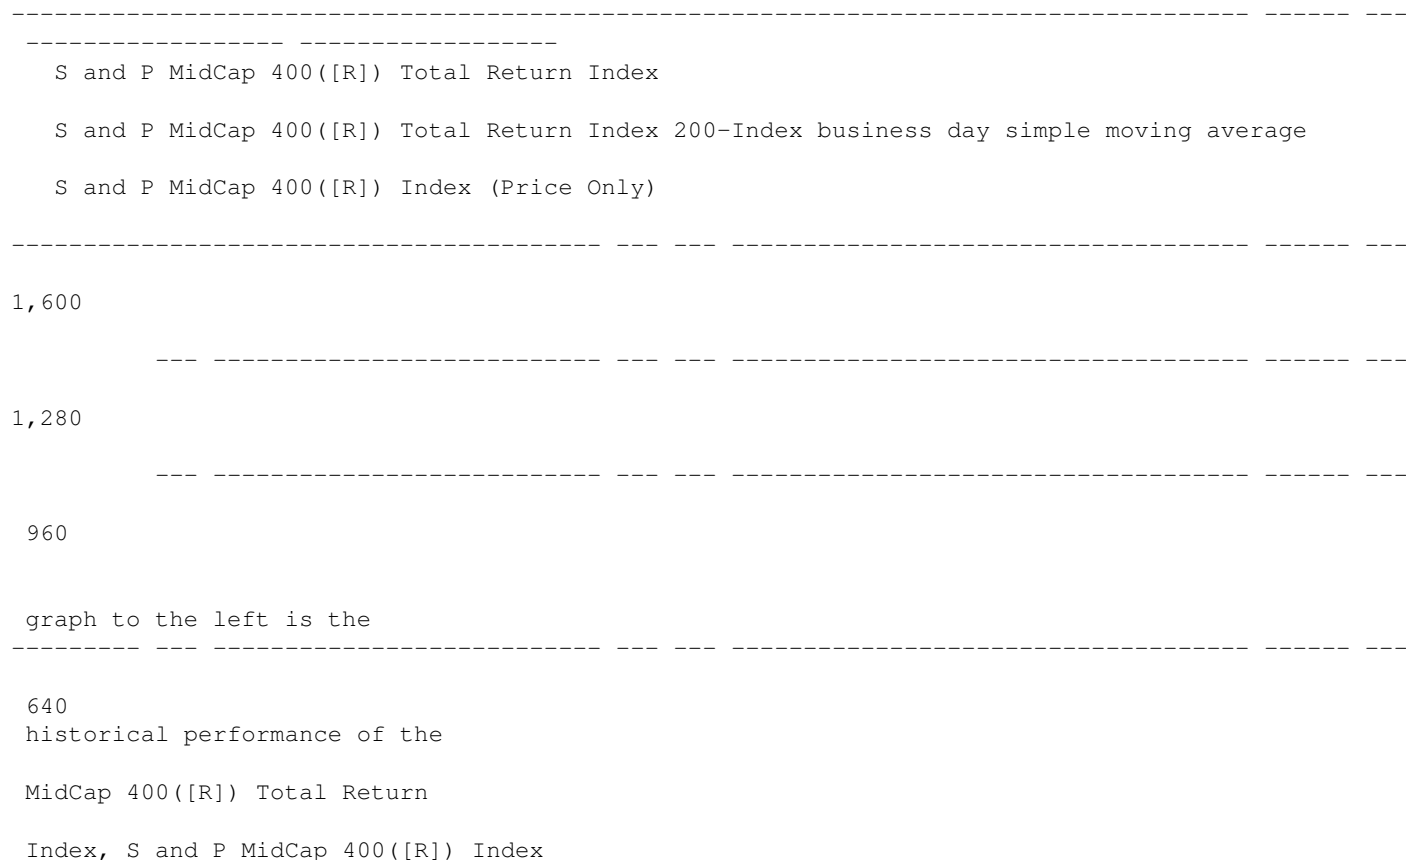 -------------------------------------------------------------------------------------- ------ ---
------------------ ------------------
S and P MidCap 400([R]) Total Return Index
S and P MidCap 400([R]) Total Return Index 200-Index business day simple moving average
S and P MidCap 400([R]) Index (Price Only)
----------------------------------------- --- --- ------------------------------------ ------ ---
1,600
--- --------------------------- --- --- ------------------------------------ ------ ---
1,280
--- --------------------------- --- --- ------------------------------------ ------ ---
960
graph to the left is the
--------- --- --------------------------- --- --- ------------------------------------ ------ ---
640
historical performance of the
MidCap 400([R]) Total Return
Index, S and P MidCap 400([R]) Index